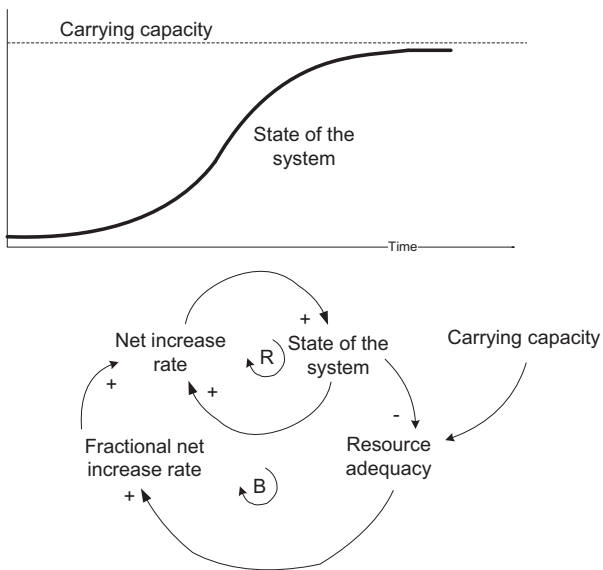 Carrying capacity
State of the
system
Time
+
Net increase
rate
R
State of the
system
Carrying capacity
+
+
-
Fractional net
increase rate
Resource
adequacy
B
+